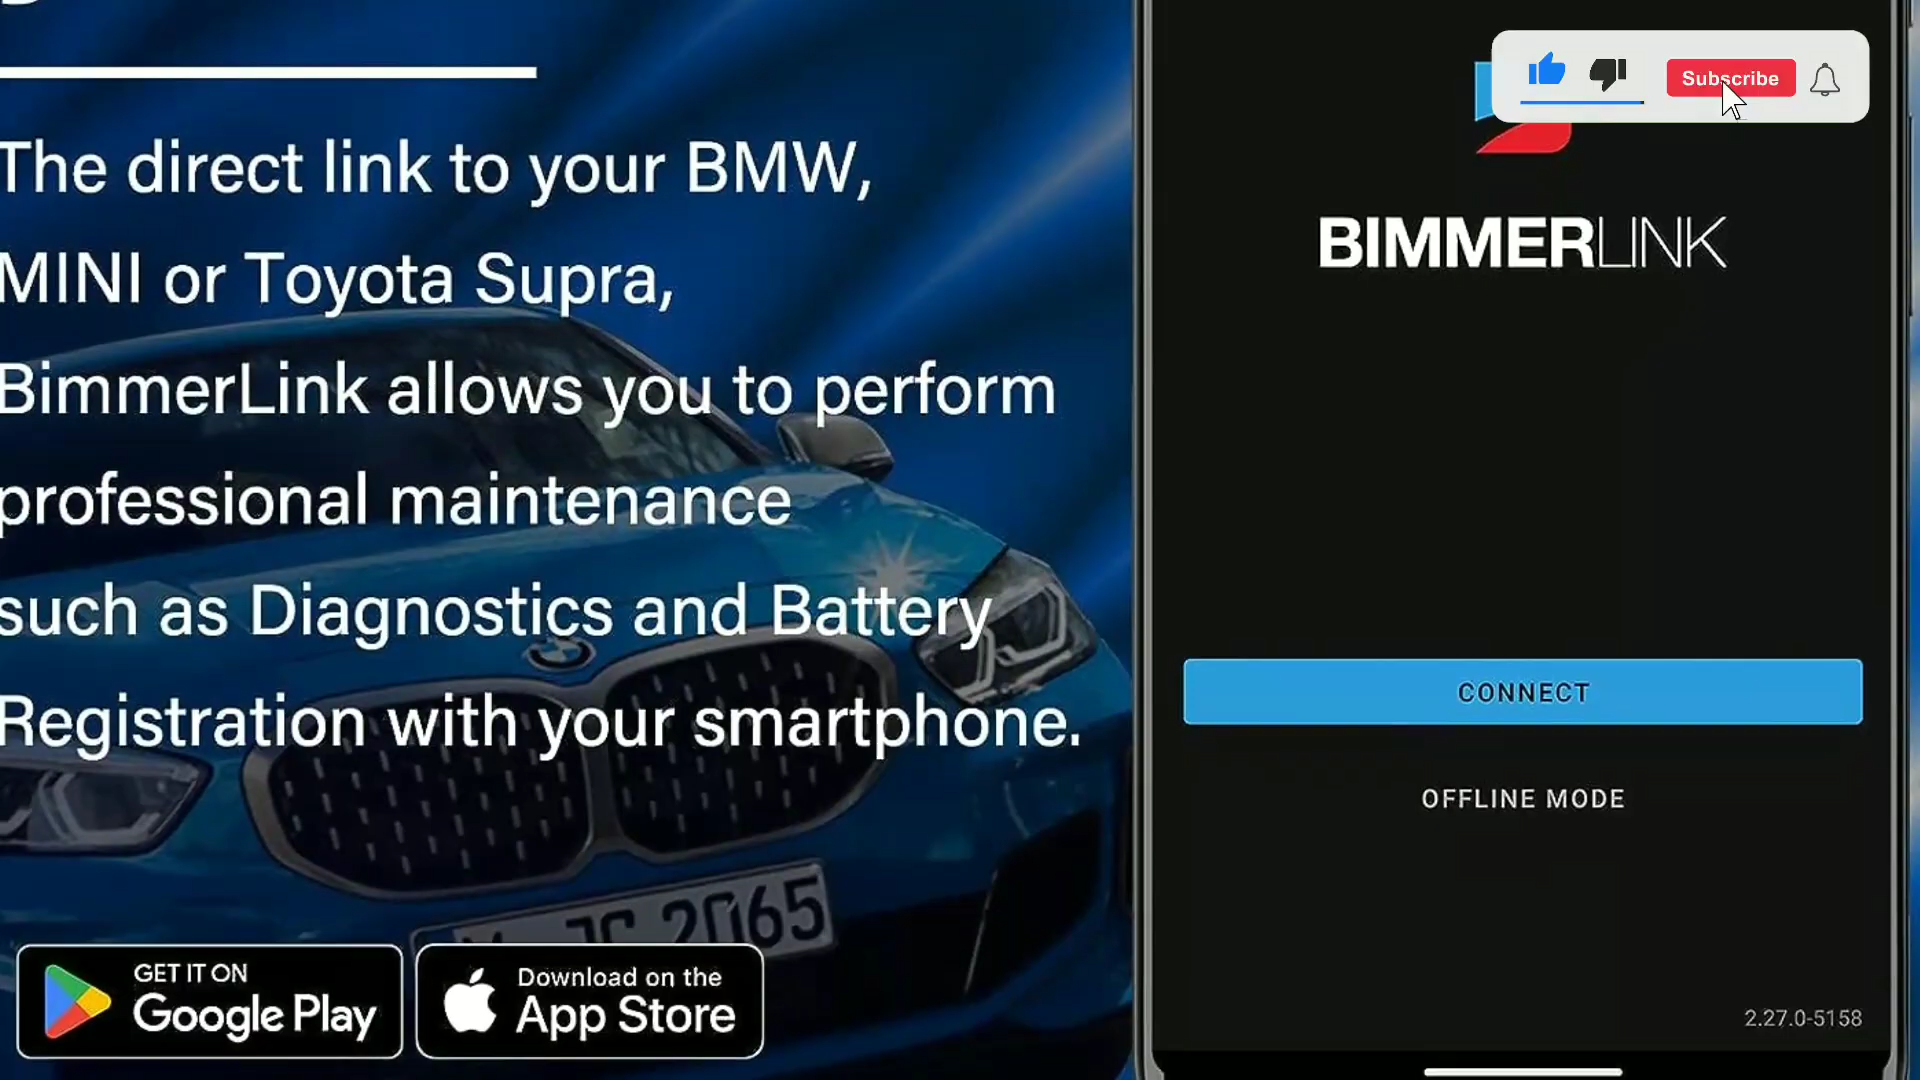 The direct link to your BMW,
MINI or Toyota Supra,
BimmerLink allows you to perform
professional maintenance
such as Diagnostics and Battery
Registration with your smartphone.
GET IT ON
Google Play
Download on the
App Store
2065
Subscribe
BIMMERLINK
CONNECT
OFFLINE MODE
2.27.0-5158